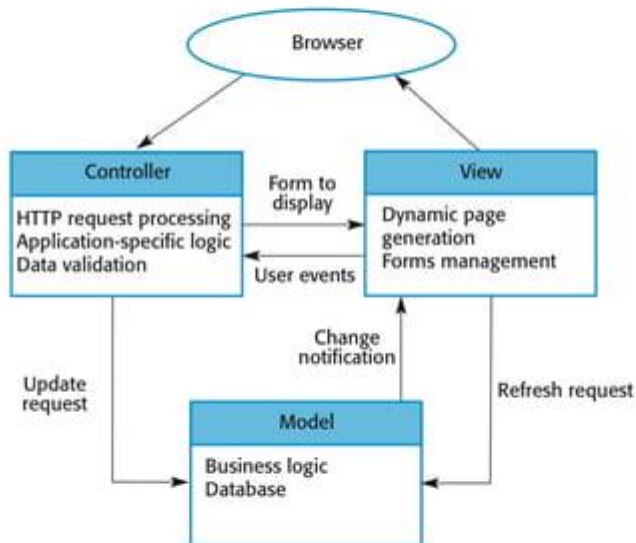 Browser
Controller
HTTP request processing
Application-specific logic
Data validation
Form to
display
User events
View
Dynamic page
generation
Forms management
Update
request
Change
notification
Refresh request
Model
Business logic
Database